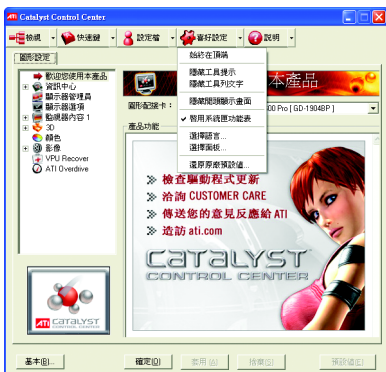 ATI Catalyst Control Center
檢視
快速鍵
設定檔
喜好設定
說明
圖形設定
始終在頂端
隱藏工具提示
隱藏工具列文字
隱藏開頭顯示畫面
啓用系統匣功能表
選擇語言...
選擇面板...
還原原廠預設值...
歡迎您使用本產品
資訊中心
顯示器管理員
顯示器選項
監視器內容 1
3D
顏色
影像
VPU Recover
ATI Overdrive
本產品
圖形配接卡：
00 Pro [ GD-1904BP ]
產品功能
檢查驅動程式更新
洽詢 CUSTOMER CARE
傳送您的意見反應給 ATI
造訪 ati.com
CATALYST
CONTROL CENTER
ATI CATALYST
CONTROL CENTER
基本(B)...
確定(O)
套用(A)
捨棄(S)
預設值(E)